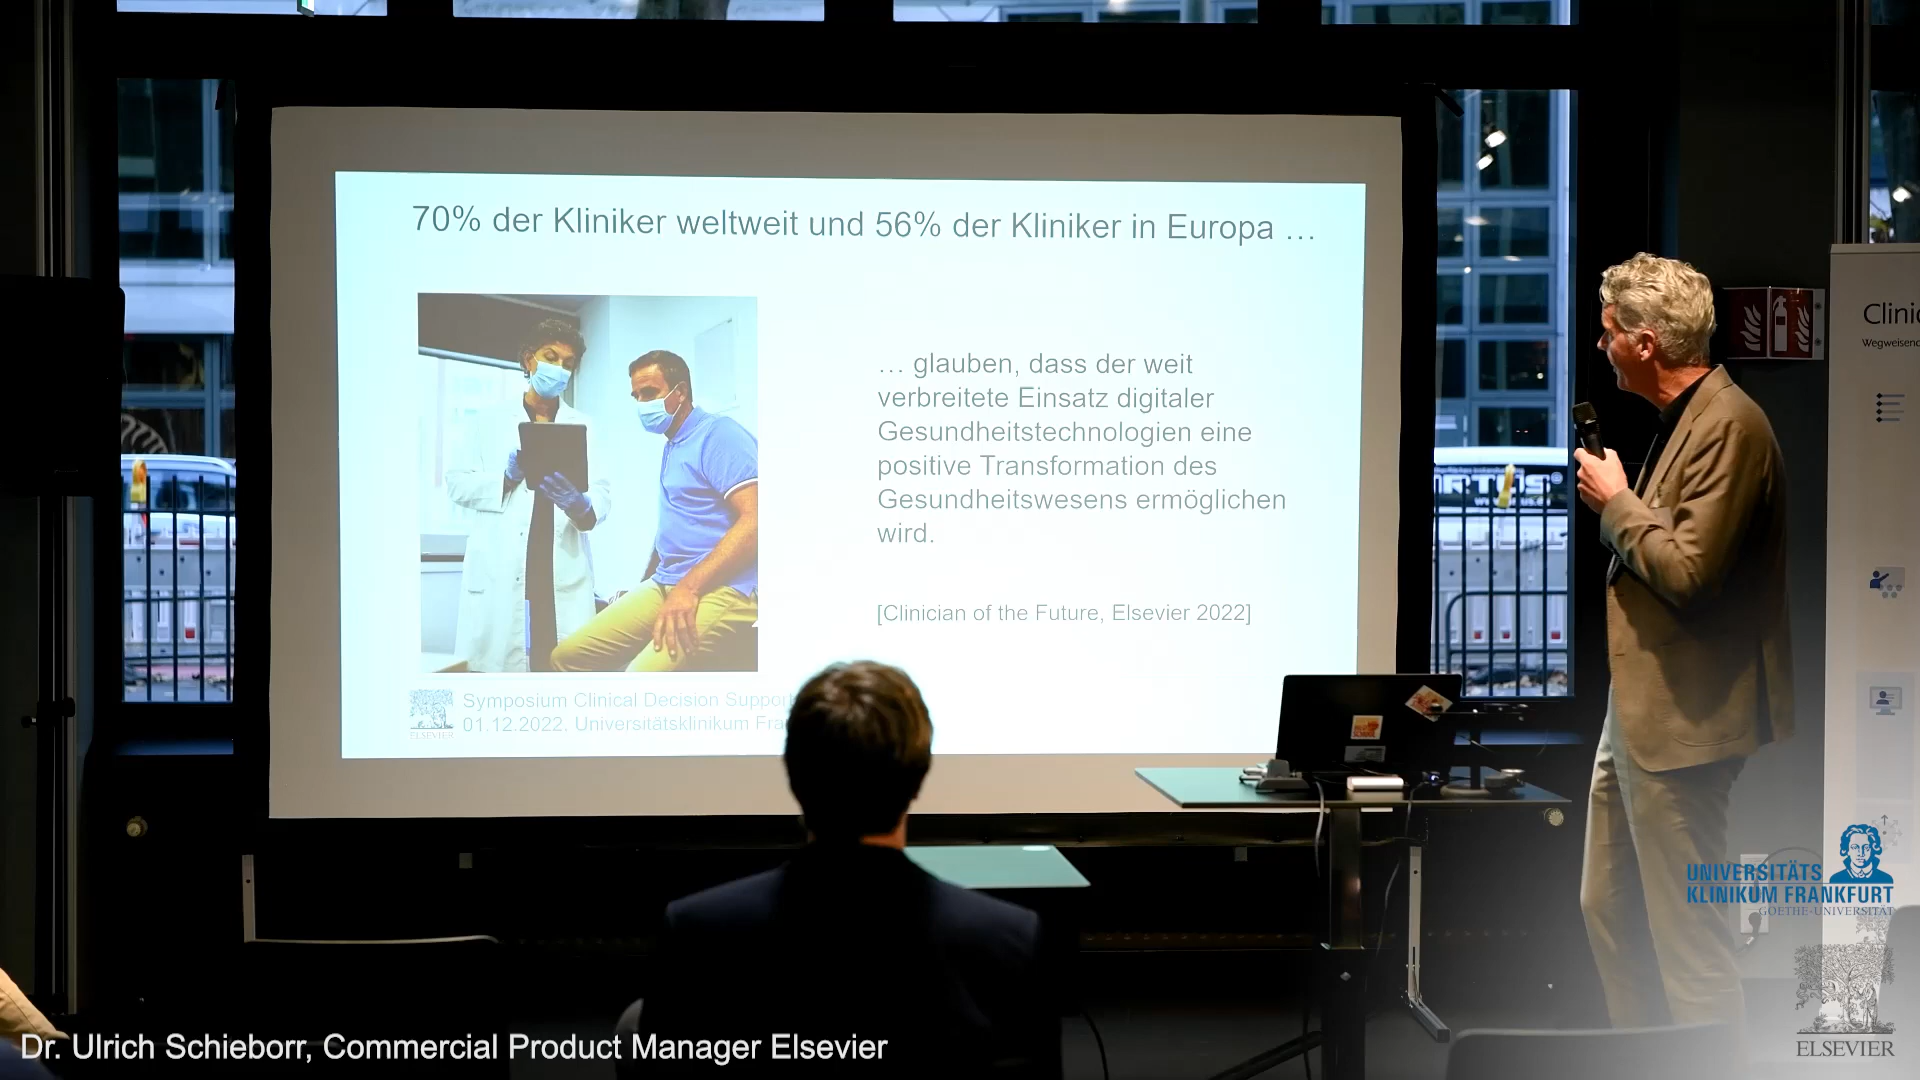 70% der Kliniker weltweit und 56% der Kliniker in Europa …
… glauben, dass der weit
verbreitete Einsatz digitaler
Gesundheitstechnologien eine
positive Transformation des
Gesundheitswesens ermöglichen
wird.
[Clinician of the Future, Elsevier 2022]
ELSEVIER
Symposium Clinical Decision Support
01.12.2022, Universitätsklinikum Fra
Clinic
Wegweisend
UNIVERSITÄTS
KLINIKUM FRANKFURT
GOETHE-UNIVERSITÄT
ELSEVIER
Dr. Ulrich Schieborr, Commercial Product Manager Elsevier